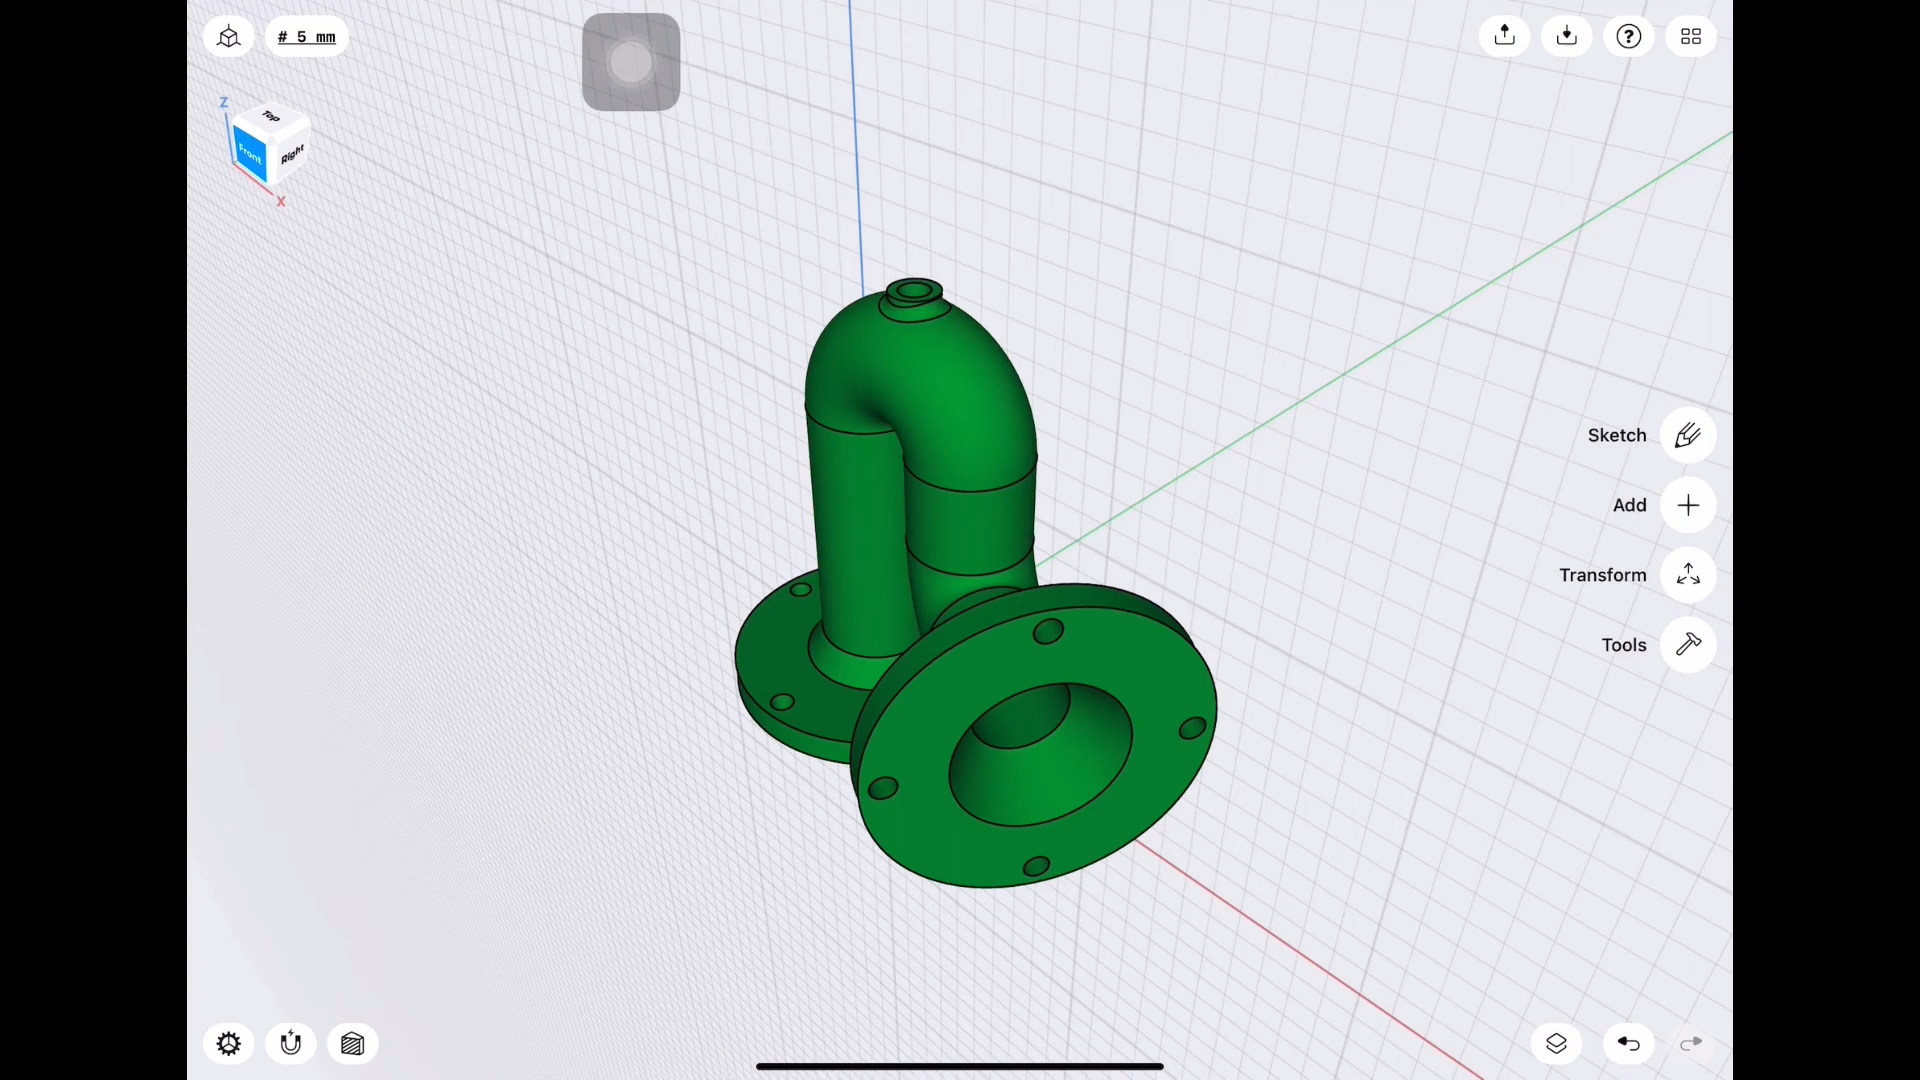 # 5 mm
?
Z
Top
Front
Right
X
Sketch
Add
Transform
Tools